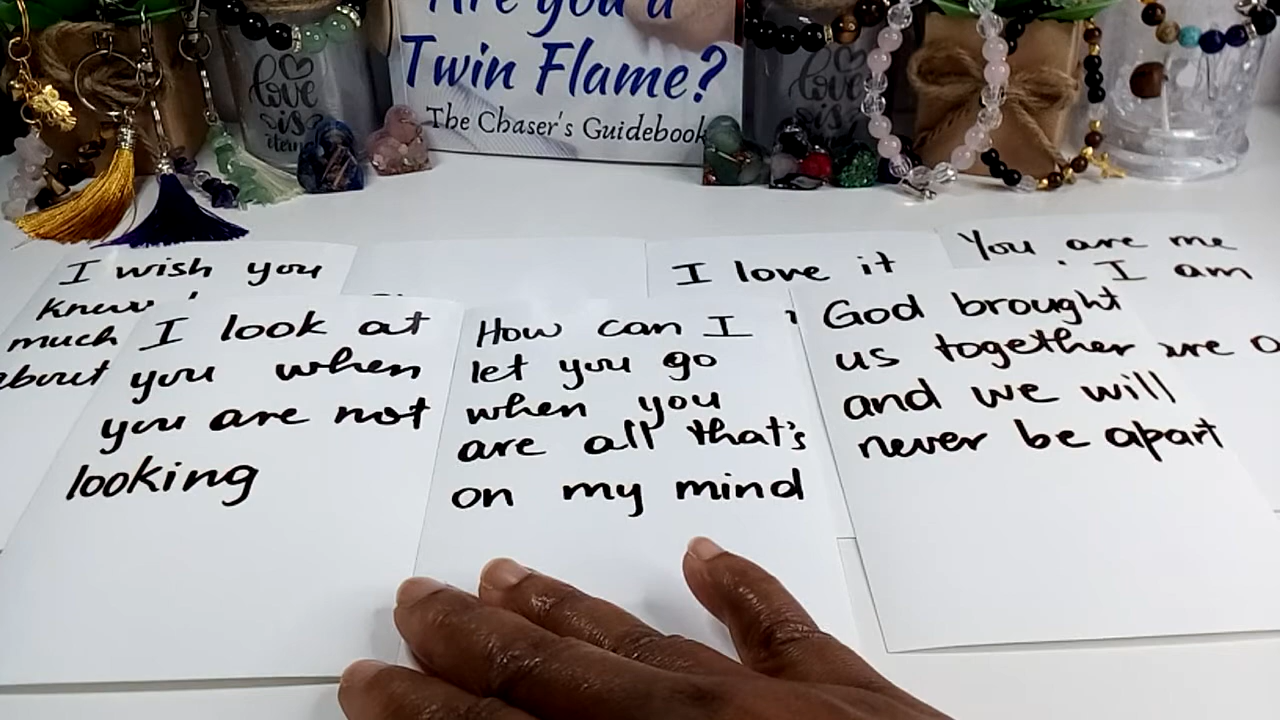 Are you a
Twin Flame?
The Chaser's Guidebook
love
is
love
is
I wish you
knew
much
about
I love it
You are me
I am
I look at
you when
you are not
looking
How can I
let you go
when you
are all that's
on my mind
God brought
us together
and we will
never be apart